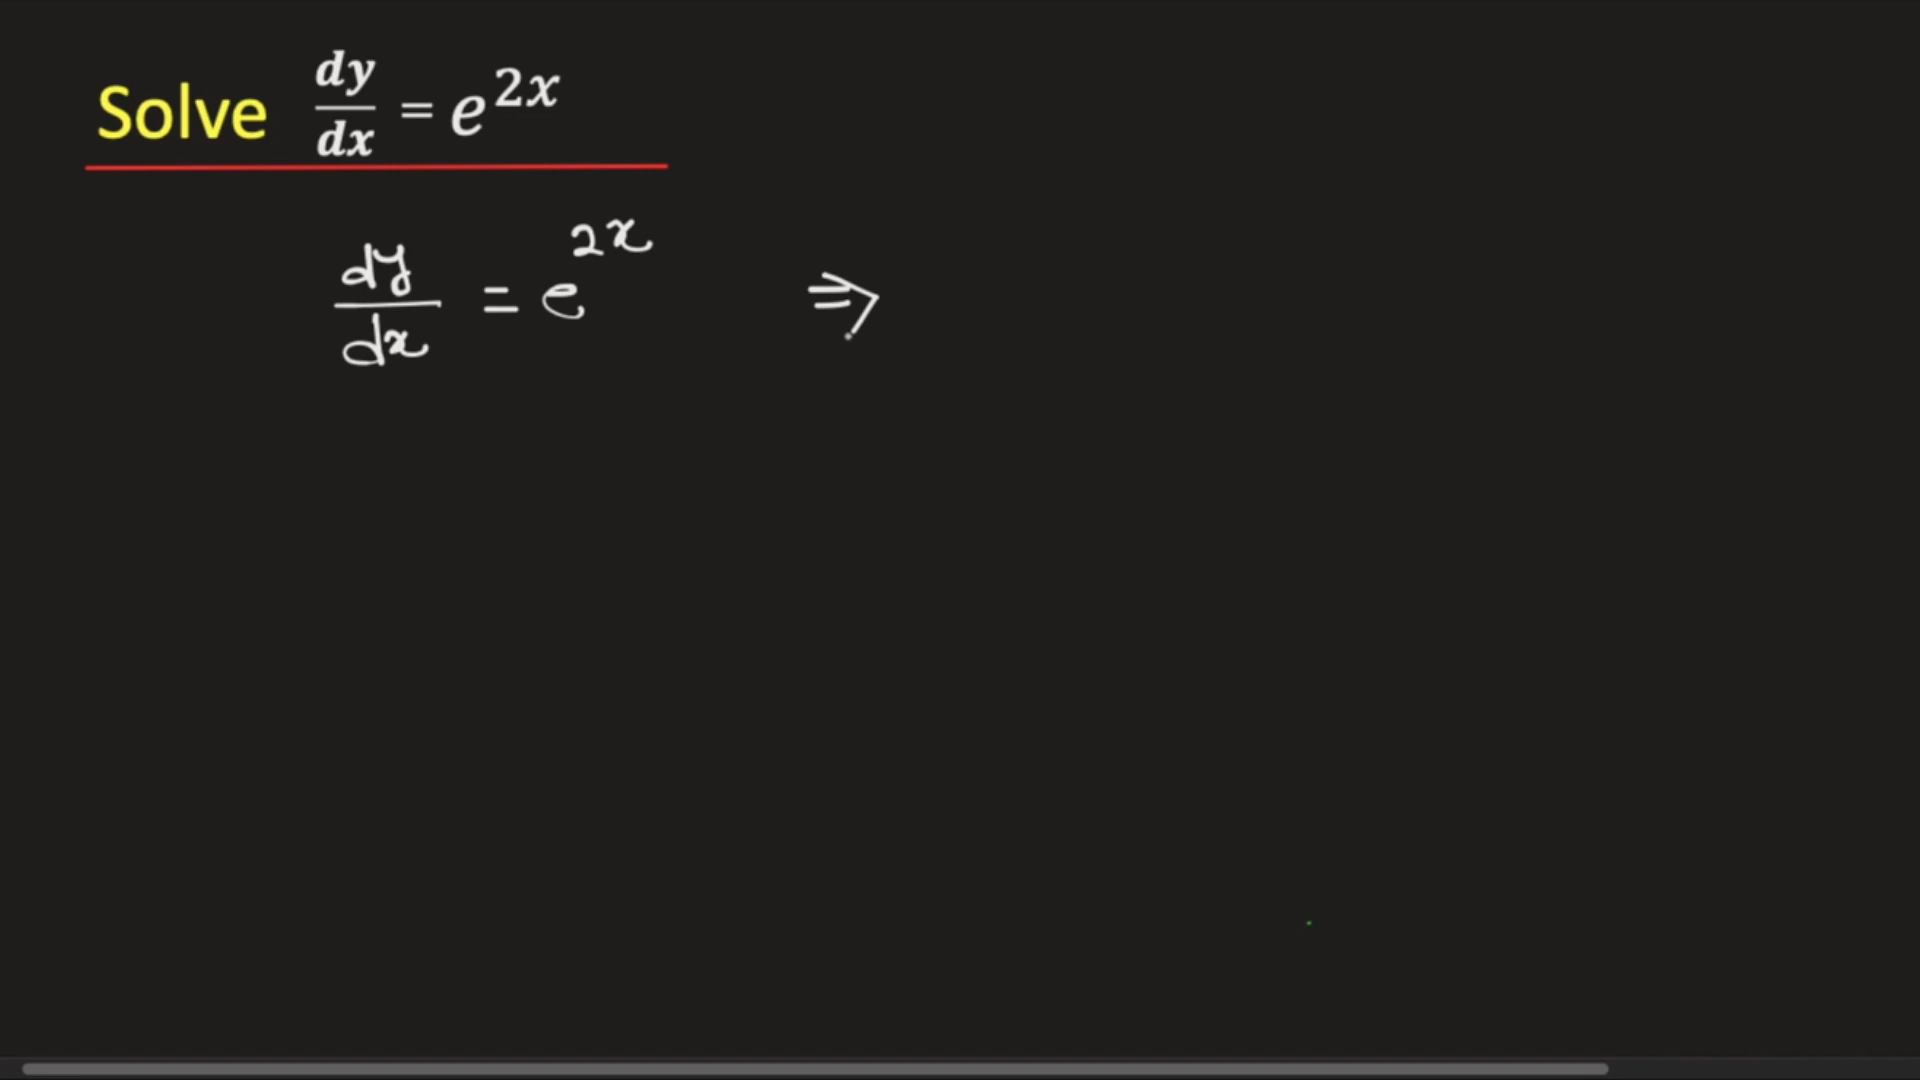 Solve dy/dx = e^{2x}
dy/dx = e^{2x} ⇒